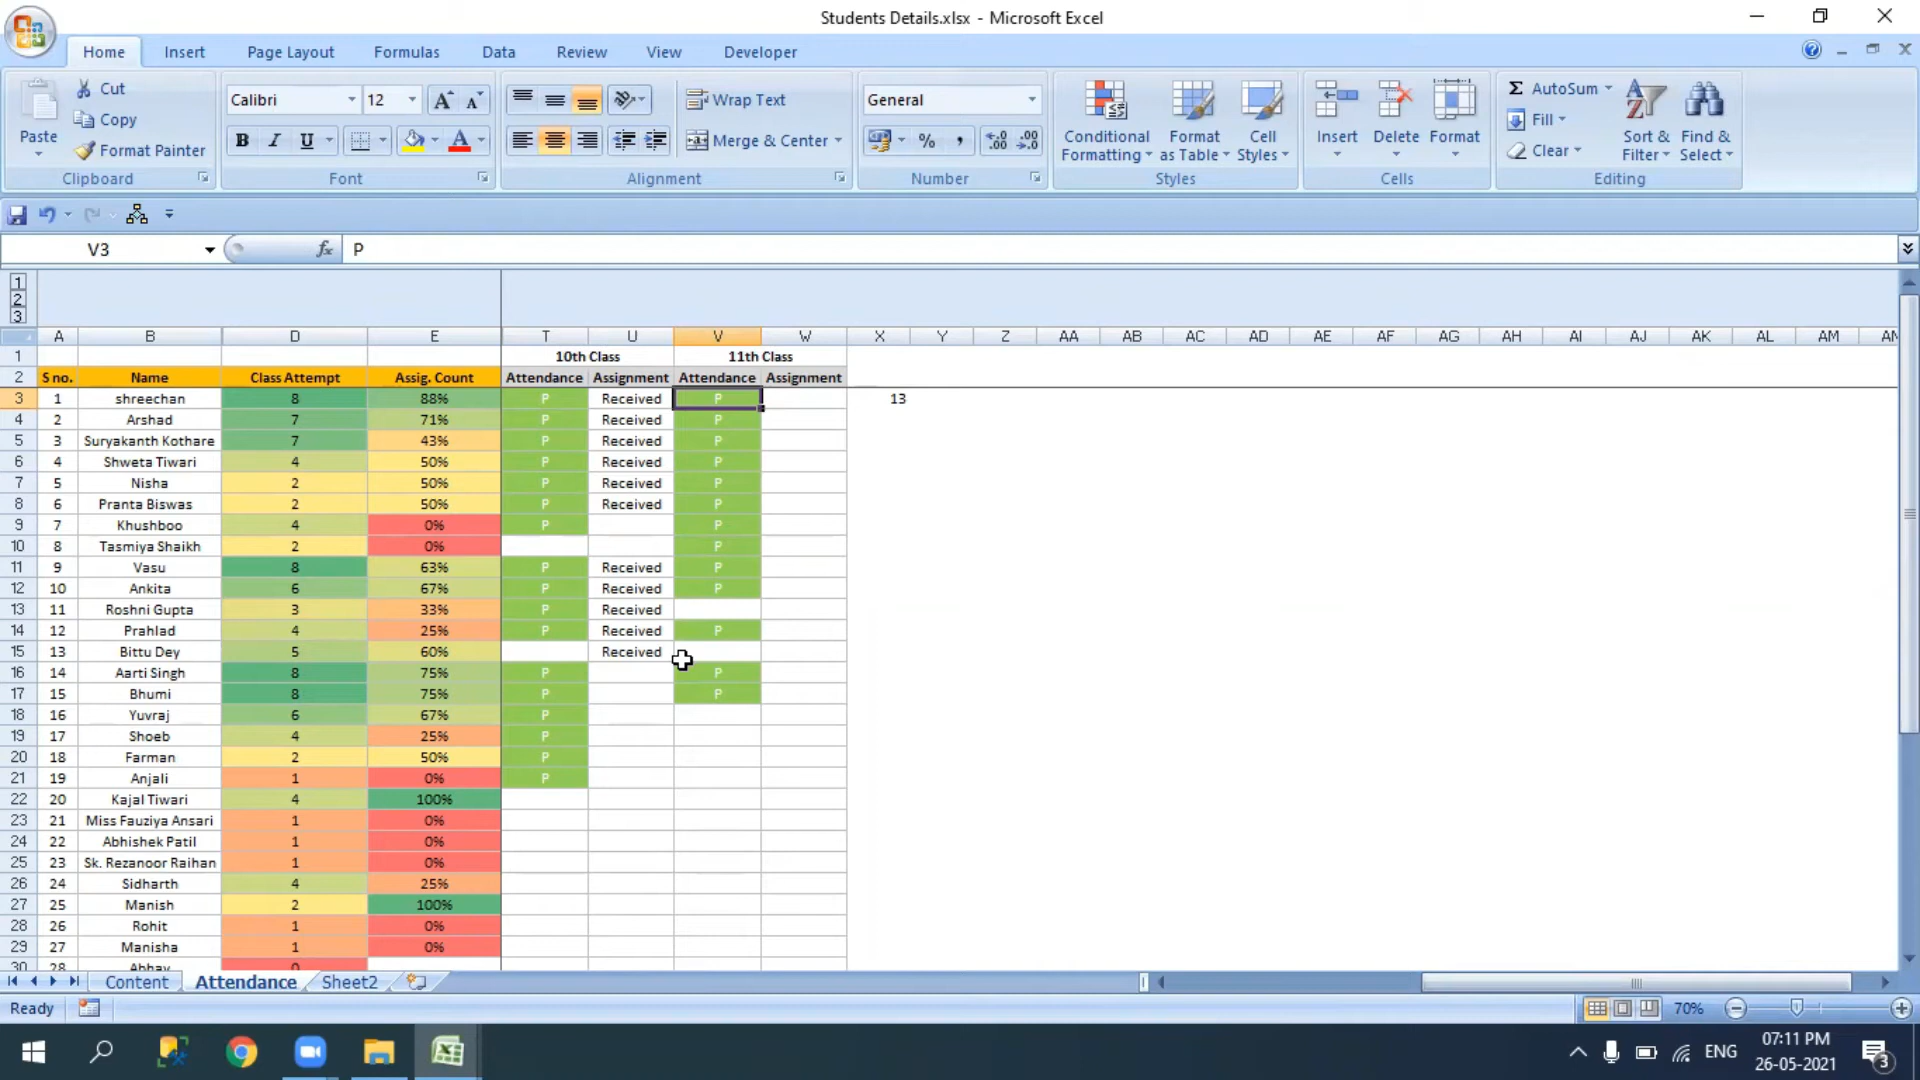 Students Details.xlsx - Microsoft Excel
Home Insert Page Layout Formulas Data Review View Developer
Paste Cut Copy Format Painter Clipboard
Calibri 12 B I U A Font
Wrap Text Merge & Center Alignment
General % , Number
Conditional Formatting Format as Table Cell Styles Styles
Insert Delete Format Cells
AutoSum Fill Clear Sort & Filter Find & Select Editing
V3 fx P
1
2
3
A B D E T U V W X Y Z AA AB AC AD AE AF AG AH AI AJ AK AL AM
1 10th Class 11th Class
2 S no. Name Class Attempt Assig. Count Attendance Assignment Attendance Assignment
3 1 shreechan 8 88% P Received P 13
4 2 Arshad 7 71% P Received P
5 3 Suryakanth Kothare 7 43% P Received P
6 4 Shweta Tiwari 4 50% P Received P
7 5 Nisha 2 50% P Received P
8 6 Pranta Biswas 2 50% P Received P
9 7 Khushboo 4 0% P P
10 8 Tasmiya Shaikh 2 0% P
11 9 Vasu 8 63% P Received P
12 10 Ankita 6 67% P Received P
13 11 Roshni Gupta 3 33% P Received
14 12 Prahlad 4 25% P Received P
15 13 Bittu Dey 5 60% Received
16 14 Aarti Singh 8 75% P P
17 15 Bhumi 8 75% P P
18 16 Yuvraj 6 67% P
19 17 Shoeb 4 25% P
20 18 Farman 2 50% P
21 19 Anjali 1 0% P
22 20 Kajal Tiwari 4 100%
23 21 Miss Fauziya Ansari 1 0%
24 22 Abhishek Patil 1 0%
25 23 Sk. Rezanoor Raihan 1 0%
26 24 Sidharth 4 25%
27 25 Manish 2 100%
28 26 Rohit 1 0%
29 27 Manisha 1 0%
30 28 Abhay 0
Content Attendance Sheet2
Ready 70%
ENG 07:11 PM
26-05-2021 3